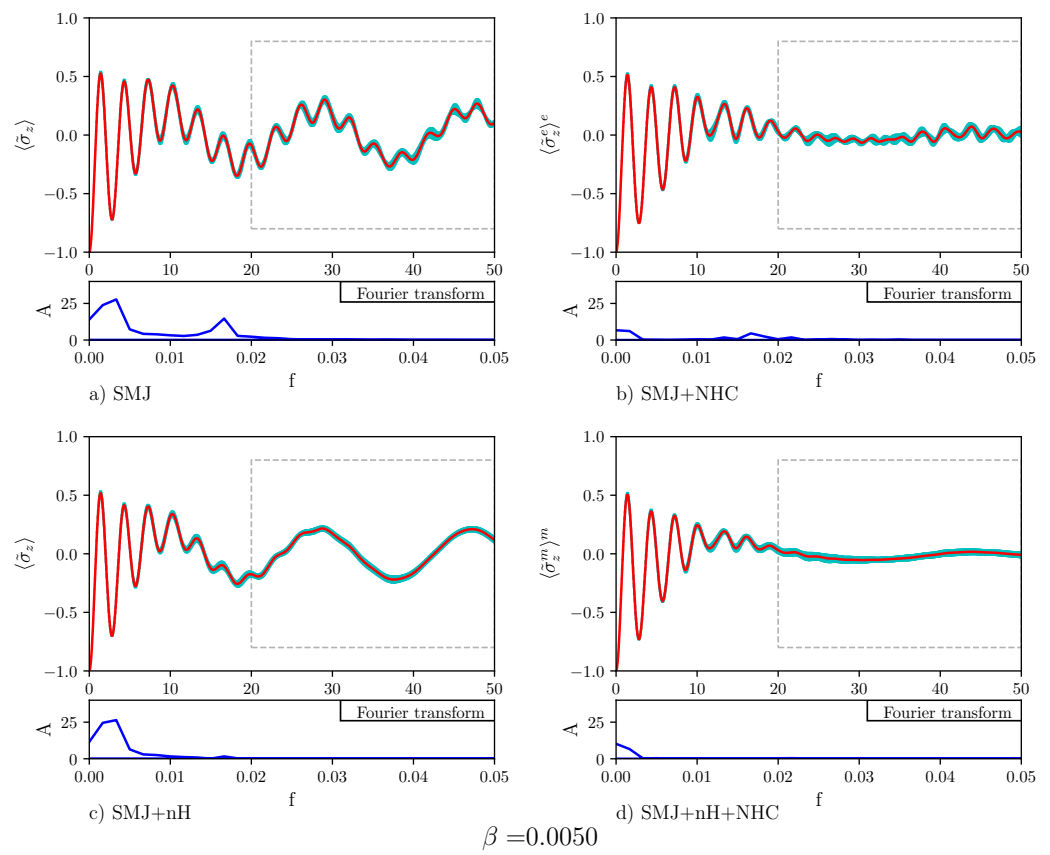 ⟨σ̃_z⟩
1.0
0.5
0.0
−0.5
−1.0
0 10 20 30 40 50
A
25
0
Fourier transform
0.00 0.01 0.02 0.03 0.04 0.05
f
a) SMJ
⟨σ̃_z^e⟩^e
1.0
0.5
0.0
−0.5
−1.0
0 10 20 30 40 50
A
25
0
Fourier transform
0.00 0.01 0.02 0.03 0.04 0.05
f
b) SMJ+NHC
⟨σ̃_z⟩
1.0
0.5
0.0
−0.5
−1.0
0 10 20 30 40 50
A
25
0
Fourier transform
0.00 0.01 0.02 0.03 0.04 0.05
f
c) SMJ+nH
⟨σ̃_z^m⟩^m
1.0
0.5
0.0
−0.5
−1.0
0 10 20 30 40 50
A
25
0
Fourier transform
0.00 0.01 0.02 0.03 0.04 0.05
f
d) SMJ+nH+NHC
β =0.0050